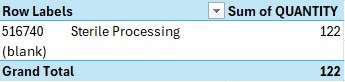 Row Labels Sum of QUANTITY
516740 Sterile Processing 122
(blank)
Grand Total 122